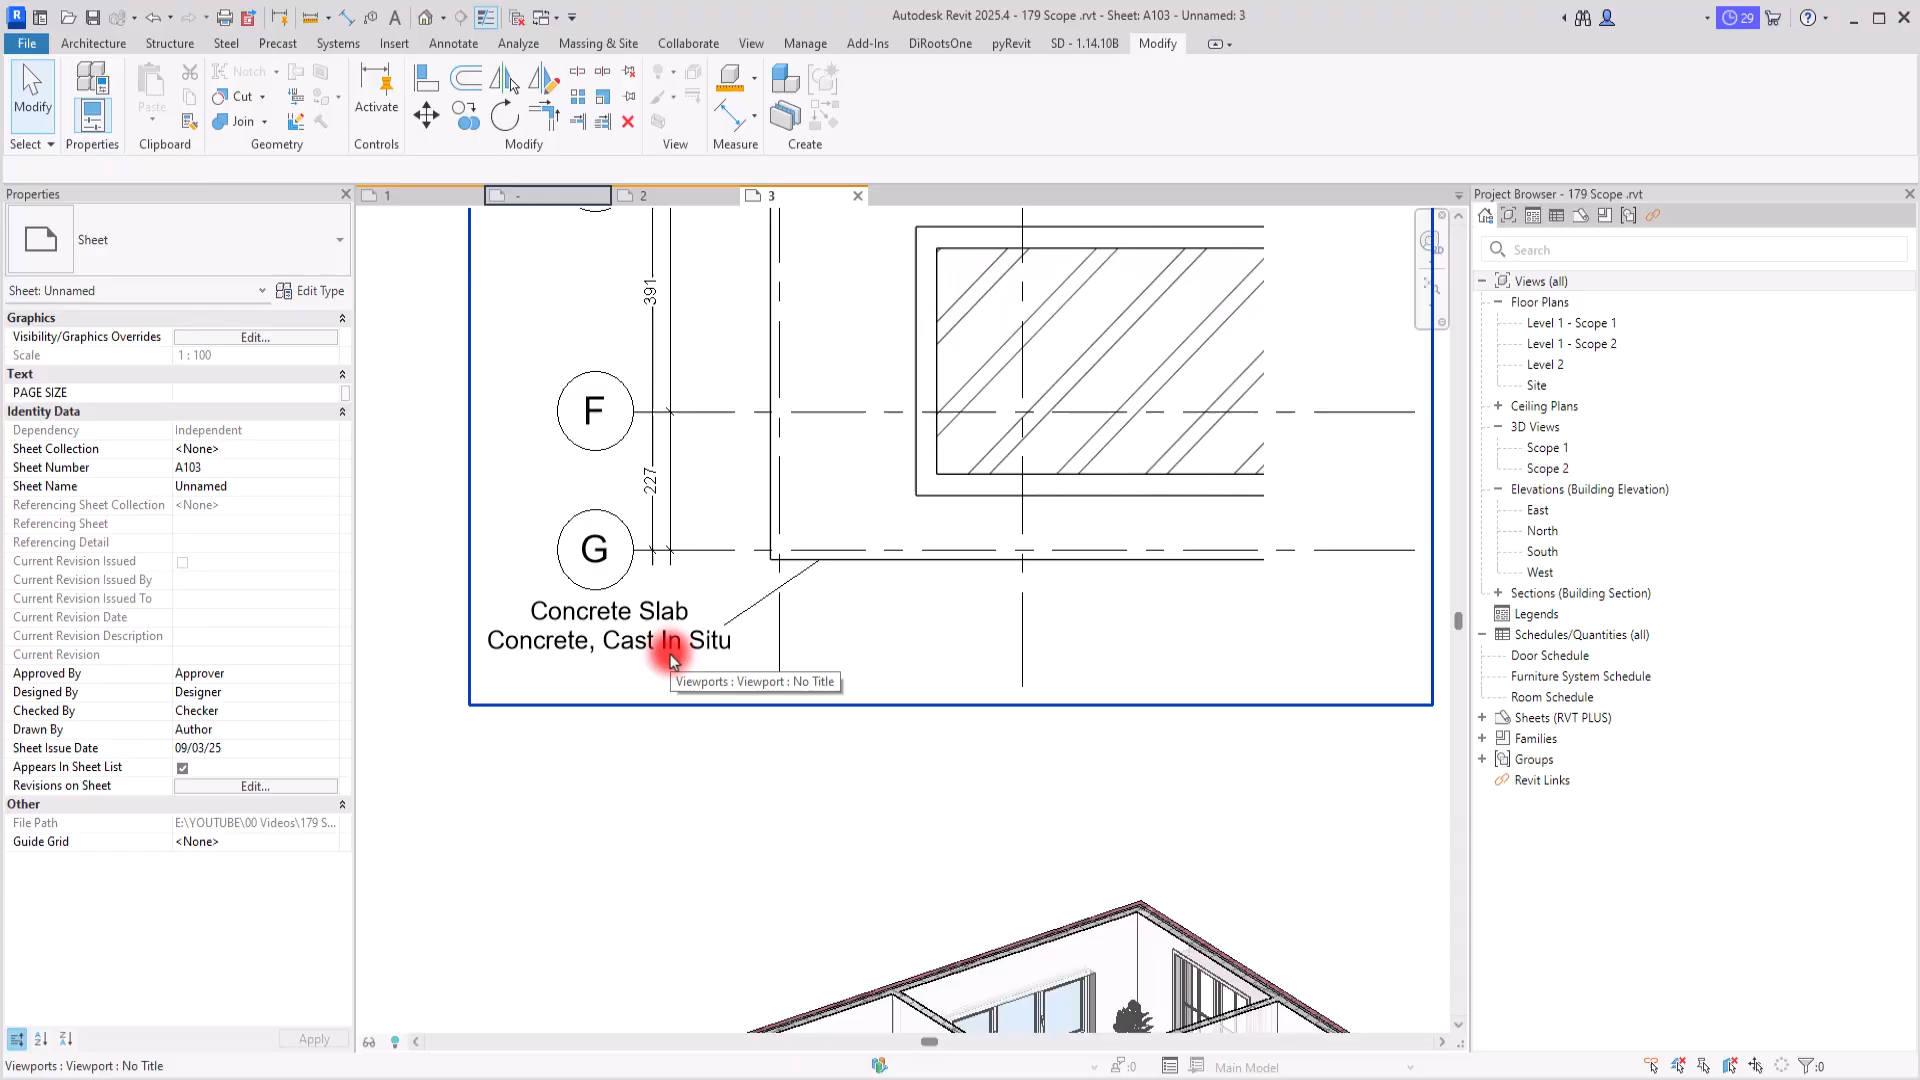 Autodesk Revit 2025.4 - 179 Scope .rvt - Sheet: A103 - Unnamed: 3
29
File Architecture Structure Steel Precast Systems Insert Annotate Analyze Massing & Site Collaborate View Manage Add-Ins DiRootsOne pyRevit SD - 1.14.10B Modify
Modify
Paste
Notch
Cut
Join
Activate
Select Properties Clipboard Geometry Controls Modify View Measure Create
Properties
Sheet
Sheet: Unnamed
Edit Type
Graphics
Visibility/Graphics Overrides Edit...
Scale 1 : 100
Text
PAGE SIZE
Identity Data
Dependency Independent
Sheet Collection <None>
Sheet Number A103
Sheet Name Unnamed
Referencing Sheet Collection <None>
Referencing Sheet
Referencing Detail
Current Revision Issued
Current Revision Issued By
Current Revision Issued To
Current Revision Date
Current Revision Description
Current Revision
Approved By Approver
Designed By Designer
Checked By Checker
Drawn By Author
Sheet Issue Date 09/03/25
Appears In Sheet List
Revisions on Sheet Edit...
Other
File Path E:\YOUTUBE\00 Videos\179 S...
Guide Grid <None>
Apply
Viewports : Viewport : No Title
1
-
2
3
391
F
227
G
Concrete Slab
Concrete, Cast In Situ
Viewports : Viewport : No Title
:0
Main Model
:0
Project Browser - 179 Scope .rvt
Search
Views (all)
Floor Plans
Level 1 - Scope 1
Level 1 - Scope 2
Level 2
Site
Ceiling Plans
3D Views
Scope 1
Scope 2
Elevations (Building Elevation)
East
North
South
West
Sections (Building Section)
Legends
Schedules/Quantities (all)
Door Schedule
Furniture System Schedule
Room Schedule
Sheets (RVT PLUS)
Families
Groups
Revit Links